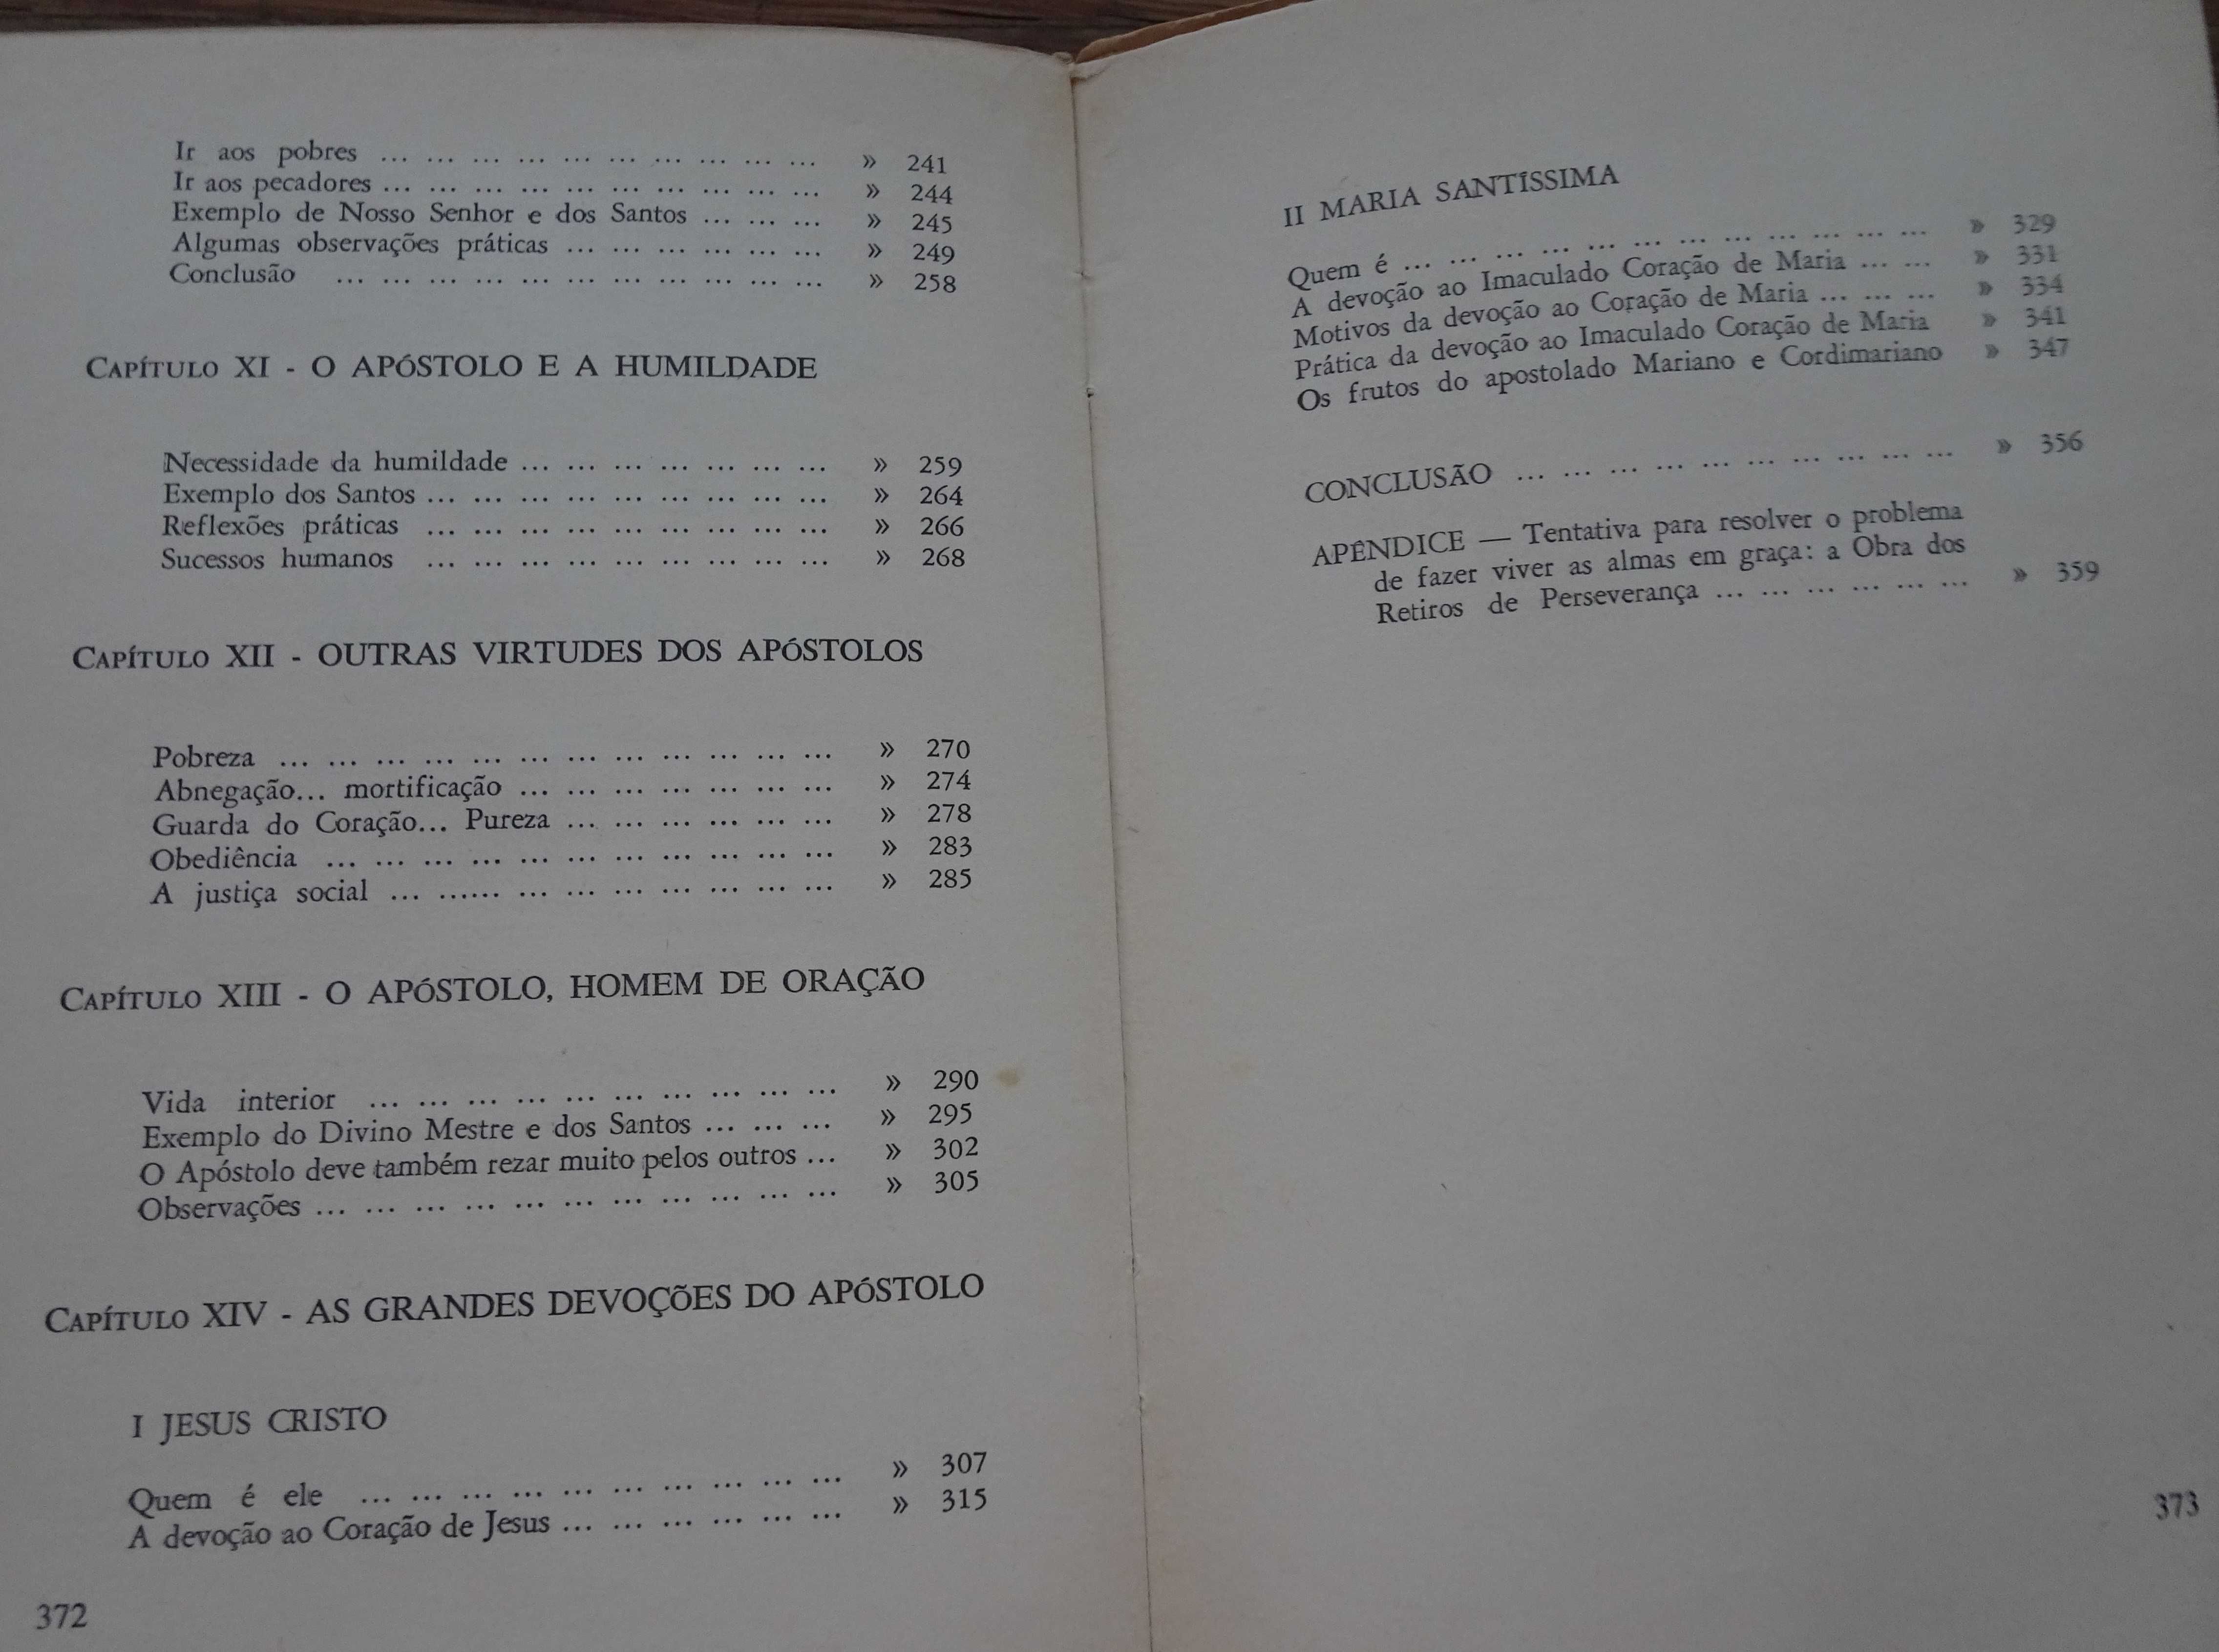 Ir aos pobres ... ... ... ... ... ... ... ... ... ... » 241
Ir aos pecadores ... ... ... ... ... ... ... ... ... ... » 244
Exemplo de Nosso Senhor e dos Santos ... ... ... » 245
Algumas observações práticas ... ... ... ... ... ... » 249
Conclusão ... ... ... ... ... ... ... ... ... ... ... » 258
CAPÍTULO XI - O APÓSTOLO E A HUMILDADE
Necessidade da humildade ... ... ... ... ... ... ... » 259
Exemplo dos Santos ... ... ... ... ... ... ... ... ... » 264
Reflexões práticas ... ... ... ... ... ... ... ... ... » 266
Sucessos humanos ... ... ... ... ... ... ... ... ... » 268
CAPÍTULO XII - OUTRAS VIRTUDES DOS APÓSTOLOS
Pobreza ... ... ... ... ... ... ... ... ... ... ... ... » 270
Abnegação... mortificação ... ... ... ... ... ... ... » 274
Guarda do Coração... Pureza ... ... ... ... ... ... » 278
Obediência ... ... ... ... ... ... ... ... ... ... ... » 283
A justiça social ... ...... ... ... ... ... ... ... ... » 285
CAPÍTULO XIII - O APÓSTOLO, HOMEM DE ORAÇÃO
Vida interior ... ... ... ... ... ... ... ... ... ... » 290
Exemplo do Divino Mestre e dos Santos ... ... ... » 295
O Apóstolo deve também rezar muito pelos outros ... » 302
Observações ... ... ... ... ... ... ... ... ... ... ... » 305
CAPÍTULO XIV - AS GRANDES DEVOÇÕES DO APÓSTOLO
I JESUS CRISTO
Quem é ele ... ... ... ... ... ... ... ... ... ... » 307
A devoção ao Coração de Jesus ... ... ... ... ... ... » 315
372
II MARIA SANTÍSSIMA
Quem é ... ... ... ... ... ... ... ... ... ... ... ... » 329
A devoção ao Imaculado Coração de Maria ... ... » 331
Motivos da devoção ao Coração de Maria ... ... ... » 334
Prática da devoção ao Imaculado Coração de Maria » 341
Os frutos do apostolado Mariano e Cordimariano » 347
CONCLUSÃO ... ... ... ... ... ... ... ... ... ... » 356
APÊNDICE — Tentativa para resolver o problema
de fazer viver as almas em graça: a Obra dos
Retiros de Perseverança ... ... ... ... ... ... » 359
373